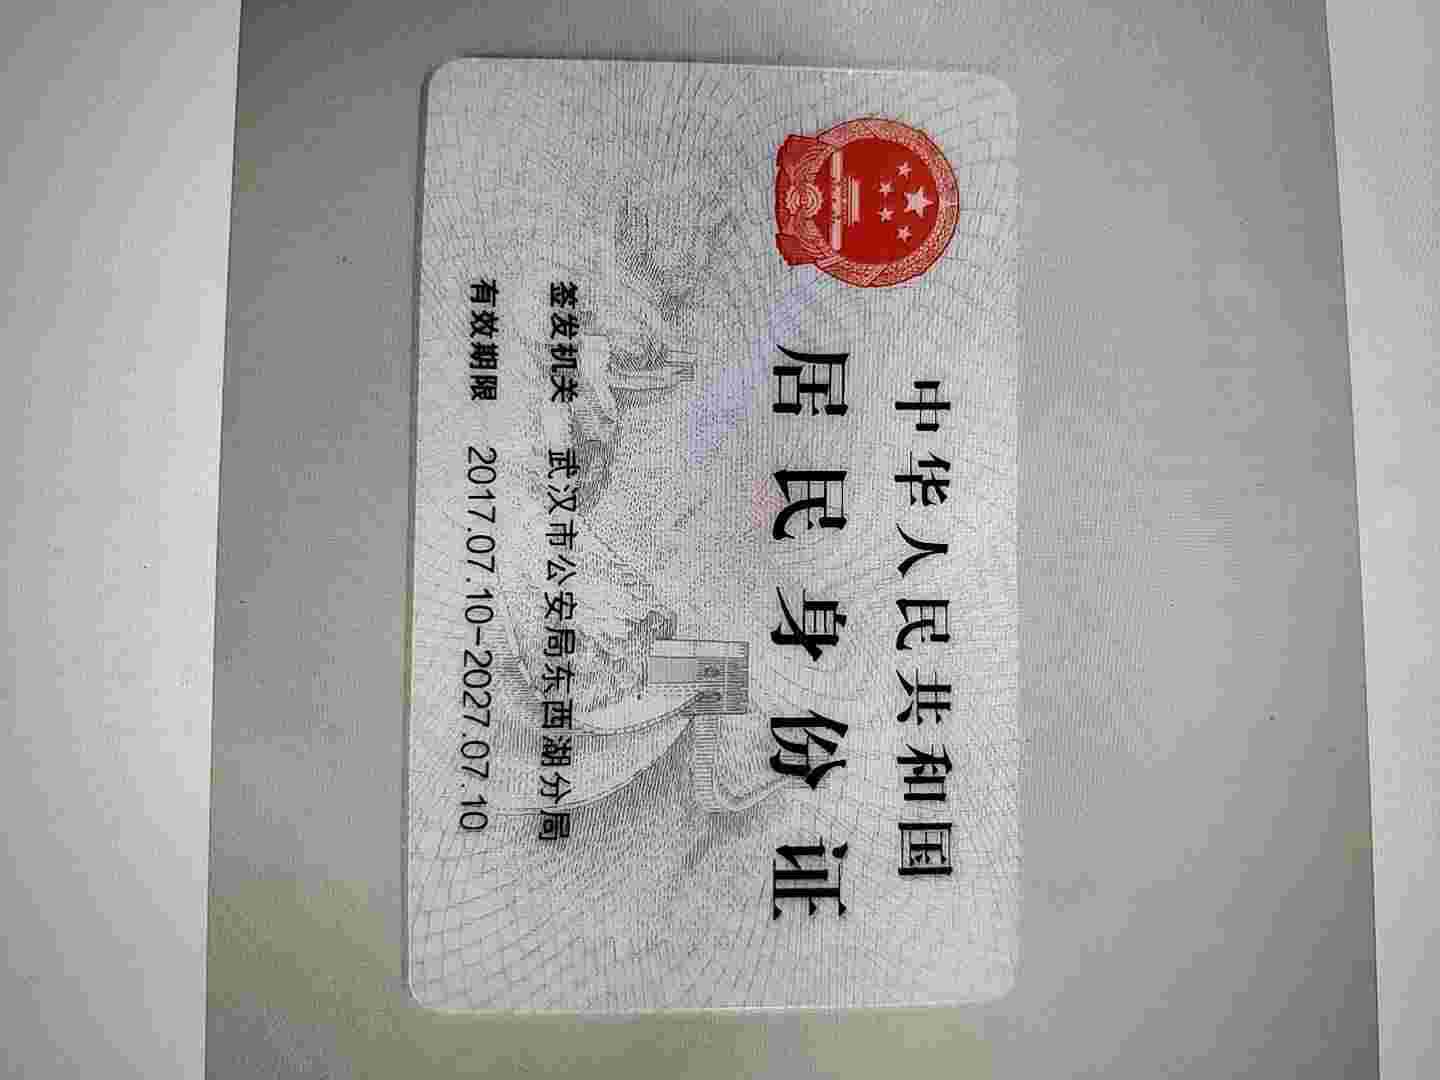 中华人民共和国
居民身份证
签发机关 武汉市公安局东西湖分局
有效期限 2017.07.10-2027.07.10